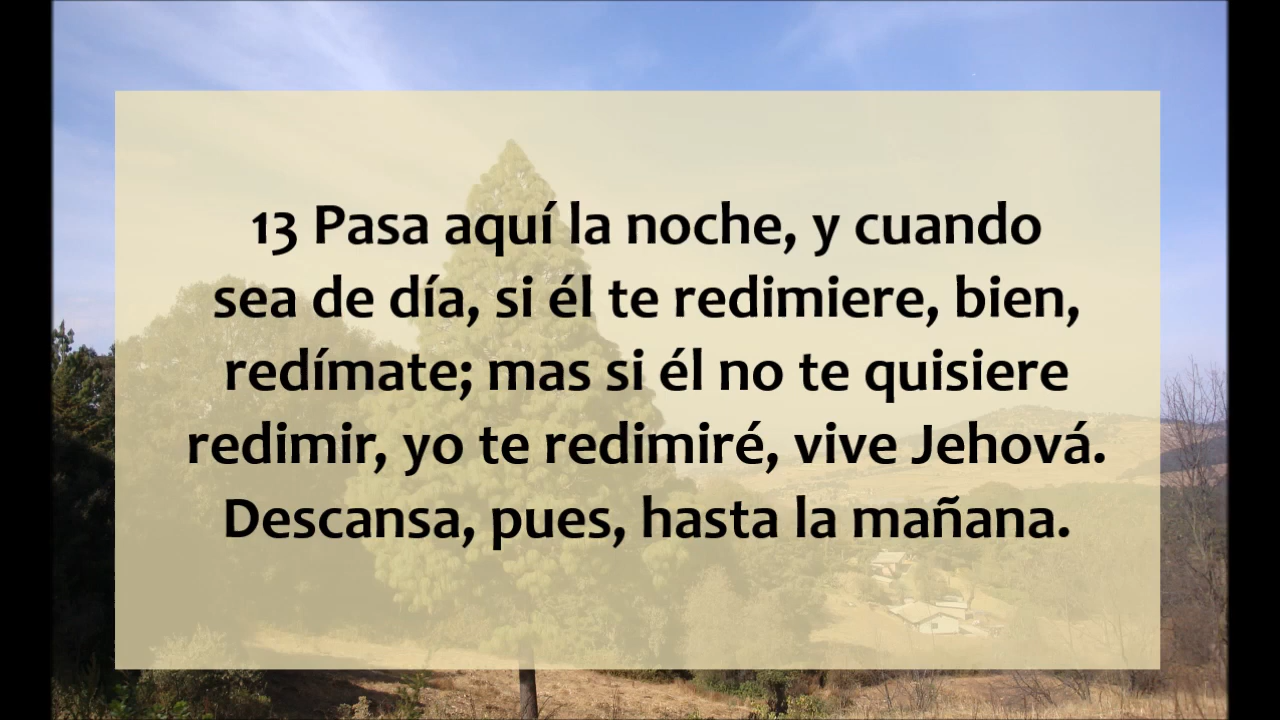 13 Pasa aquí la noche, y cuando
sea de día, si él te redimiere, bien,
redímate; mas si él no te quisiere
redimir, yo te redimiré, vive Jehová.
Descansa, pues, hasta la mañana.